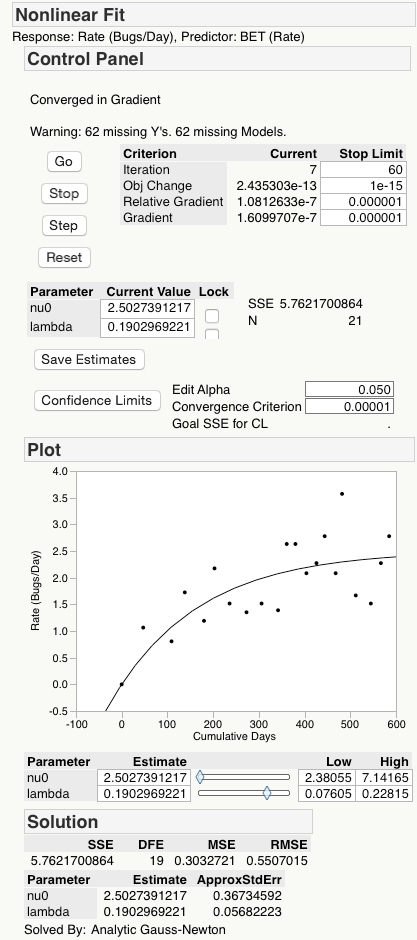 Nonlinear Fit
Response: Rate (Bugs/Day), Predictor: BET (Rate)
Control Panel
Converged in Gradient
Warning: 62 missing Y's. 62 missing Models.
Go
Stop
Step
Reset
Criterion Current Stop Limit
Iteration 7 60
Obj Change 2.435303e-13 1e-15
Relative Gradient 1.0812633e-7 0.000001
Gradient 1.6099707e-7 0.000001
Parameter Current Value Lock
nu0 2.5027391217
lambda 0.1902969221
SSE 5.7621700864
N 21
Save Estimates
Confidence Limits
Edit Alpha 0.050
Convergence Criterion 0.00001
Goal SSE for CL .
Plot
4.0
3.5
3.0
2.5
2.0
1.5
1.0
0.5
0.0
-0.5
Rate (Bugs/Day)
-100 0 100 200 300 400 500 600
Cumulative Days
Parameter Estimate Low High
nu0 2.5027391217 2.38055 7.14165
lambda 0.1902969221 0.07605 0.22815
Solution
SSE DFE MSE RMSE
5.7621700864 19 0.3032721 0.5507015
Parameter Estimate ApproxStdErr
nu0 2.5027391217 0.36734592
lambda 0.1902969221 0.05682223
Solved By: Analytic Gauss-Newton